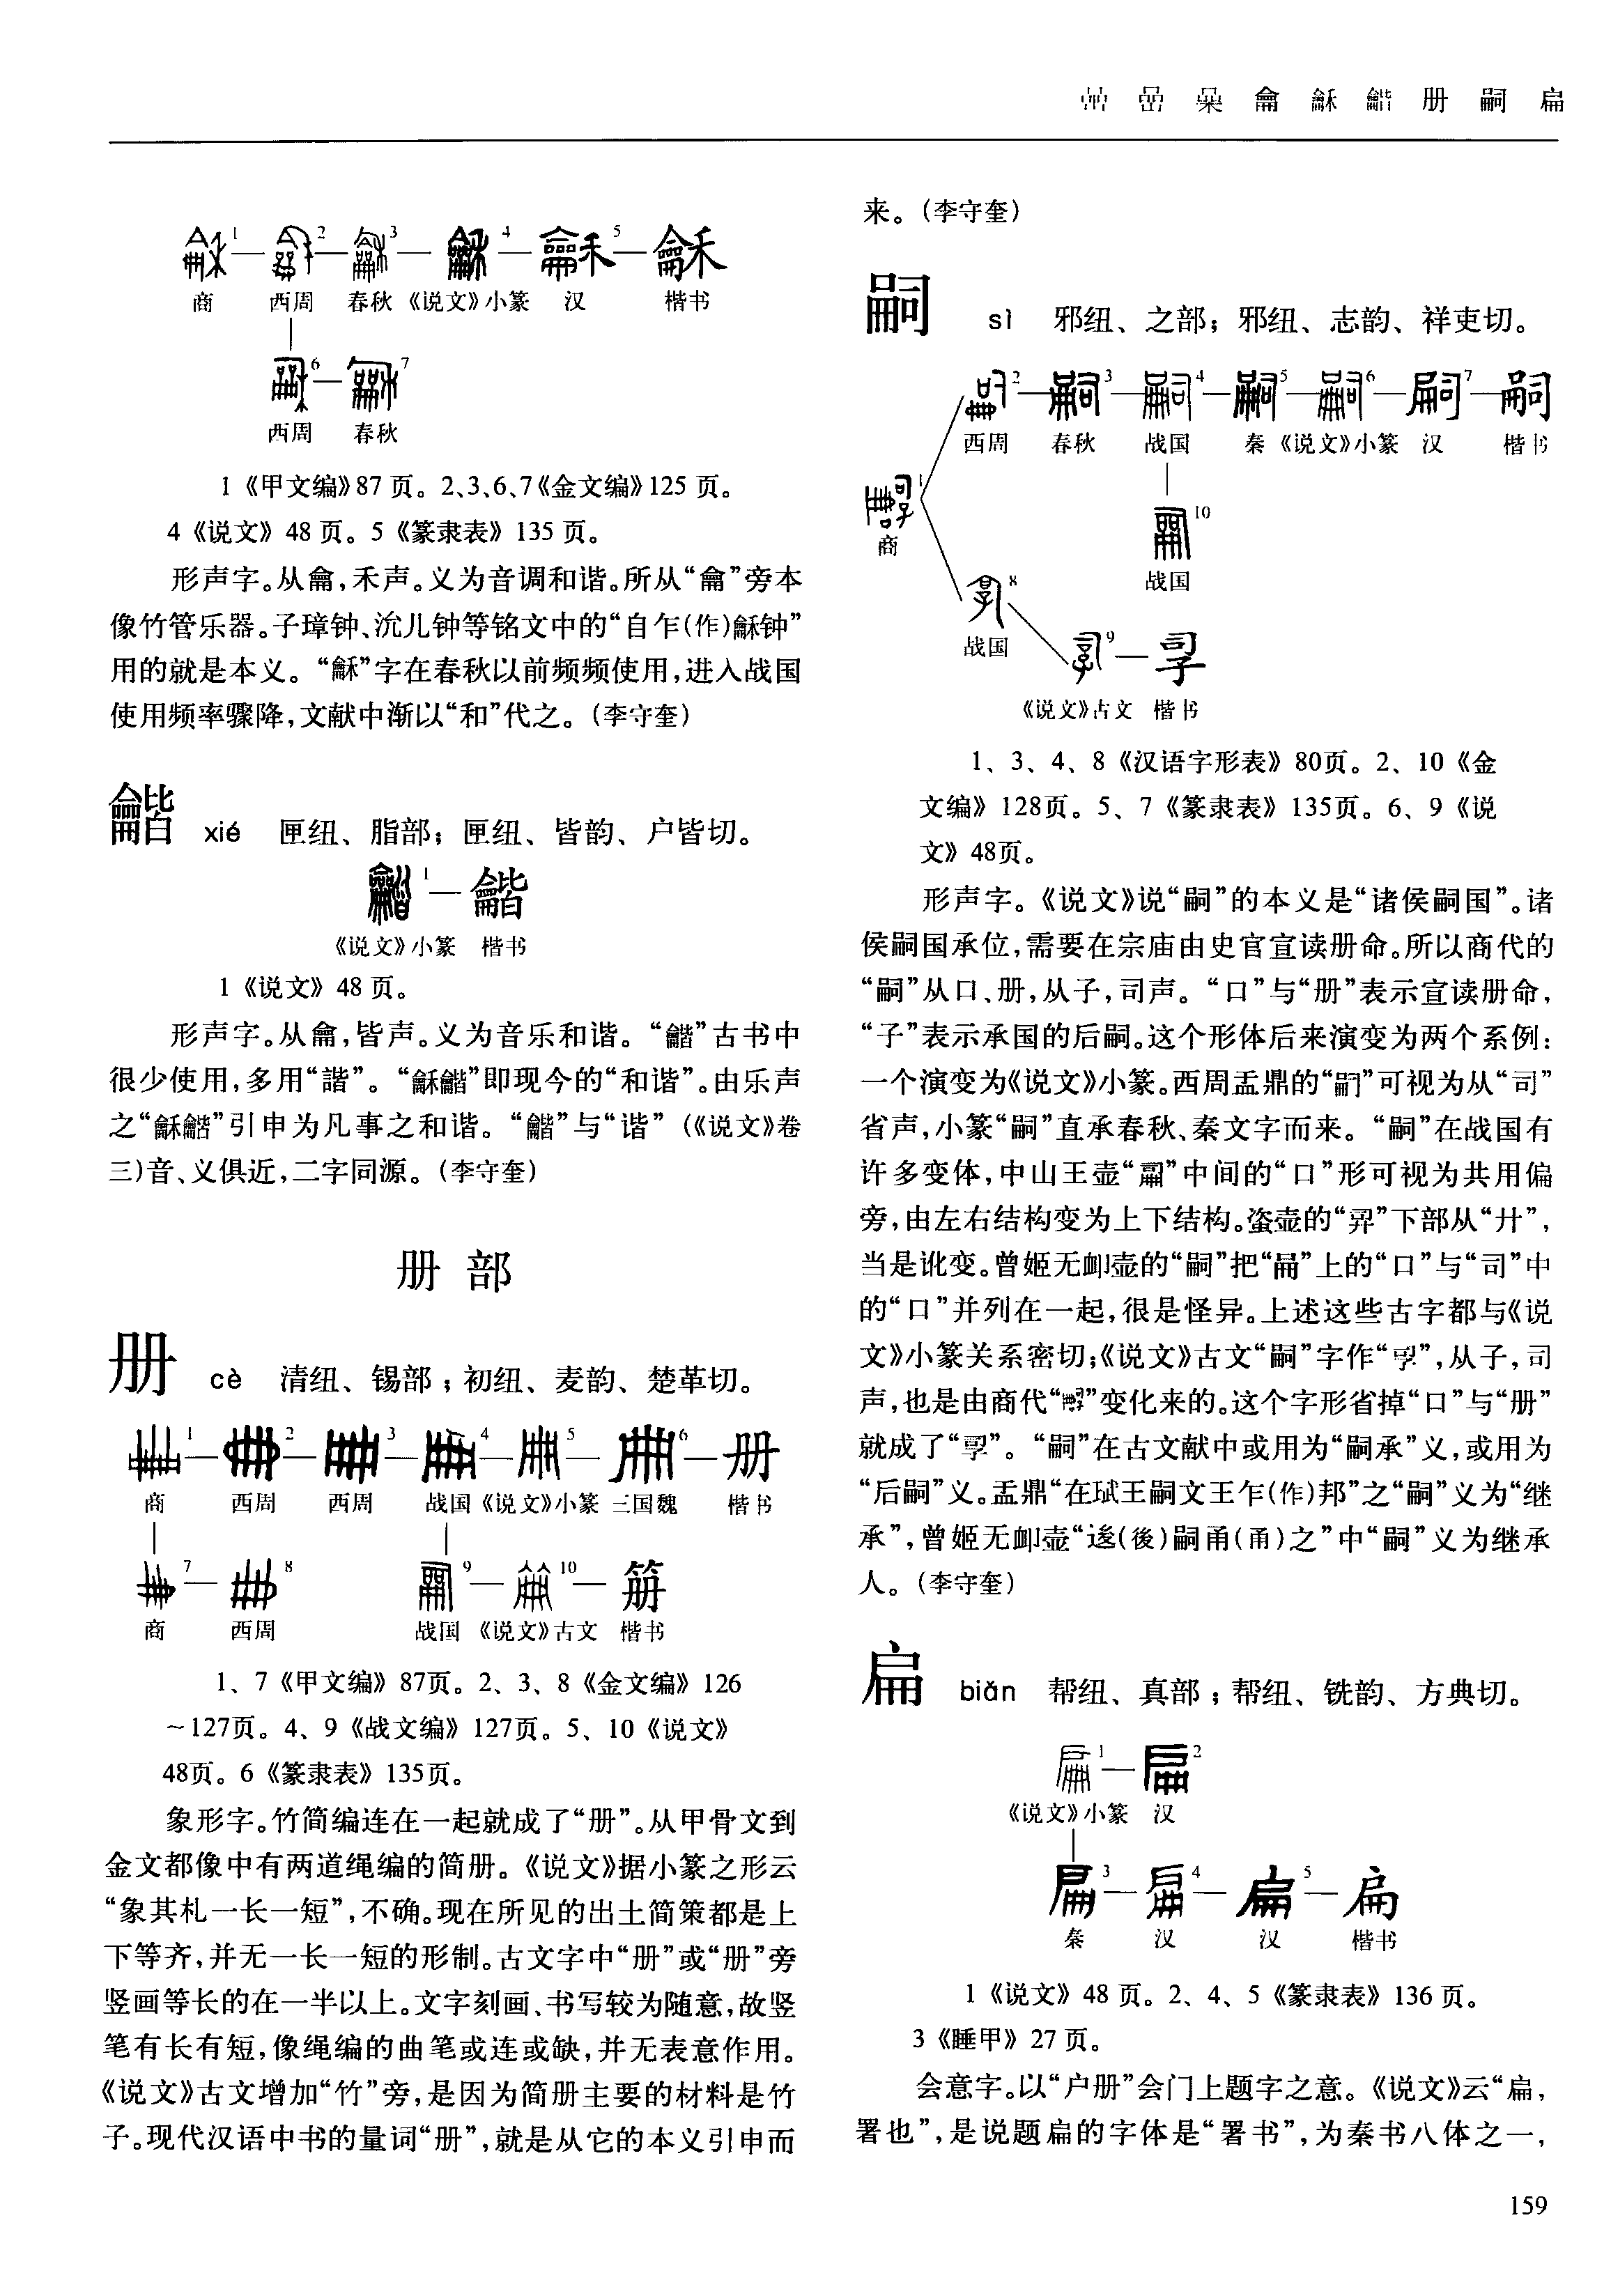 龠 龢 龤 册 嗣 扁
1 2 3 4 5
商 西周 春秋 《说文》小篆 汉 楷书
6 7
西周 春秋
1《甲文编》87 页。2、3、6、7《金文编》125 页。
4《说文》48 页。5《篆隶表》135 页。
形声字。从龠，禾声。义为音调和谐。所从“龠”旁本
像竹管乐器。子璋钟、沇儿钟等铭文中的“自乍(作)龢钟”
用的就是本义。“龢”字在春秋以前频频使用，进入战国
使用频率骤降，文献中渐以“和”代之。(李守奎)
龤 xié 匣纽、脂部；匣纽、皆韵、户皆切。
1 龤
《说文》小篆 楷书
1《说文》48 页。
形声字。从龠，皆声。义为音乐和谐。“龤”古书中
很少使用，多用“諧”。“龢龤”即现今的“和谐”。由乐声
之“龢龤”引申为凡事之和谐。“龤”与“谐”(《说文》卷
三)音、义俱近，二字同源。(李守奎)
册部
册 cè 清纽、锡部；初纽、麦韵、楚革切。
1 2 3 4 5 6 册
商 西周 西周 战国 《说文》小篆 三国魏 楷书
7 8 9 10 笧
商 西周 战国 《说文》古文 楷书
1、7《甲文编》87页。2、3、8《金文编》126
～127页。4、9《战文编》127页。5、10《说文》
48页。6《篆隶表》135页。
象形字。竹简编连在一起就成了“册”。从甲骨文到
金文都像中有两道绳编的简册。《说文》据小篆之形云
“象其札一长一短”，不确。现在所见的出土简策都是上
下等齐，并无一长一短的形制。古文字中“册”或“册”旁
竖画等长的在一半以上。文字刻画、书写较为随意，故竖
笔有长有短，像绳编的曲笔或连或缺，并无表意作用。
《说文》古文增加“竹”旁，是因为简册主要的材料是竹
子。现代汉语中书的量词“册”，就是从它的本义引申而
来。(李守奎)
嗣 sì 邪纽、之部；邪纽、志韵、祥吏切。
2 3 4 5 6 7 嗣
西周 春秋 战国 秦 《说文》小篆 汉 楷书
1 10
商 战国
8
战国 9
《说文》古文 楷书
1、3、4、8《汉语字形表》80页。2、10《金
文编》128页。5、7《篆隶表》135页。6、9《说
文》48页。
形声字。《说文》说“嗣”的本义是“诸侯嗣国”。诸
侯嗣国承位，需要在宗庙由史官宣读册命。所以商代的
“嗣”从口、册，从子，司声。“口”与“册”表示宣读册命，
“子”表示承国的后嗣。这个形体后来演变为两个系例：
一个演变为《说文》小篆。西周盂鼎的“”可视为从“司”
省声，小篆“嗣”直承春秋、秦文字而来。“嗣”在战国有
许多变体，中山王壶“”中间的“口”形可视为共用偏
旁，由左右结构变为上下结构。盗壶的“”下部从“廾”，
当是讹变。曾姬无卹壶的“嗣”把“”上的“口”与“司”中
的“口”并列在一起，很是怪异。上述这些古字都与《说
文》小篆关系密切；《说文》古文“嗣”字作“”，从子，司
声，也是由商代“”变化来的。这个字形省掉“口”与“册”
就成了“”。“嗣”在古文献中或用为“嗣承”义，或用为
“后嗣”义。盂鼎“在珷王嗣文王乍(作)邦”之“嗣”义为“继
承”，曾姬无卹壶“逡(後)嗣甬(甬)之”中“嗣”义为继承
人。(李守奎)
扁 biǎn 帮纽、真部；帮纽、铣韵、方典切。
1 2
《说文》小篆 汉
3 4 5 扁
秦 汉 汉 楷书
1《说文》48 页。2、4、5《篆隶表》136 页。
3《睡甲》27 页。
会意字。以“户册”会门上题字之意。《说文》云“扁，
署也”，是说题扁的字体是“署书”，为秦书八体之一，
159